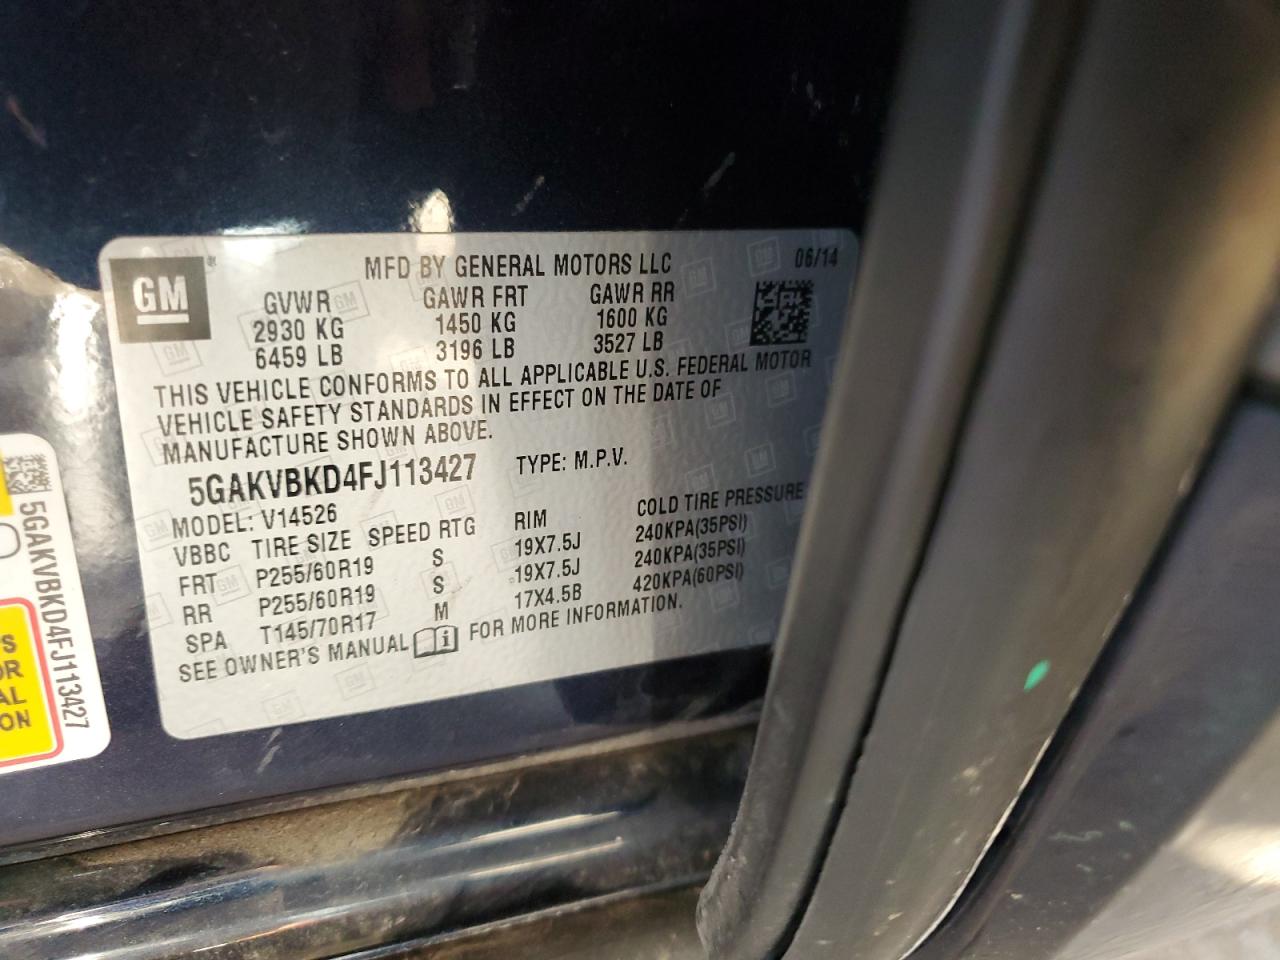 GM
MFD BY GENERAL MOTORS LLC
06/14
GVWR GAWR FRT GAWR RR
2930 KG 1450 KG 1600 KG
6459 LB 3196 LB 3527 LB
THIS VEHICLE CONFORMS TO ALL APPLICABLE U.S. FEDERAL MOTOR
VEHICLE SAFETY STANDARDS IN EFFECT ON THE DATE OF
MANUFACTURE SHOWN ABOVE.
5GAKVBKD4FJ113427 TYPE: M.P.V.
MODEL: V14526
VBBC TIRE SIZE SPEED RTG RIM COLD TIRE PRESSURE
FRT P255/60R19 S 19X7.5J 240KPA(35PSI)
RR P255/60R19 S 19X7.5J 240KPA(35PSI)
SPA T145/70R17 M 17X4.5B 420KPA(60PSI)
SEE OWNER'S MANUAL FOR MORE INFORMATION.
5GAKVBKD4FJ113427
S
OR
AL
ON